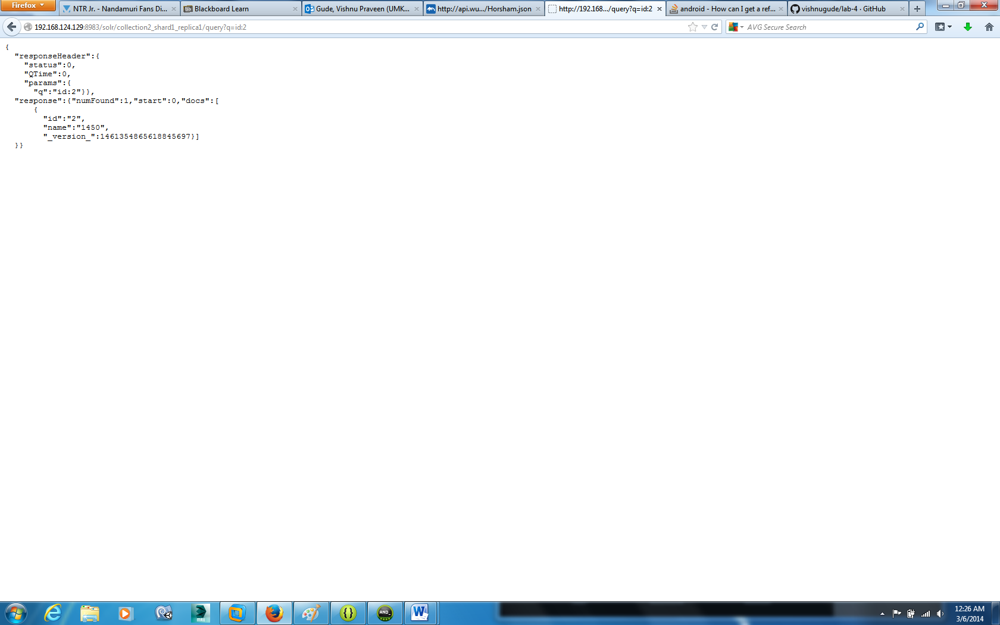 Firefox
NTR Jr. - Nandamuri Fans Di...
Blackboard Learn
Gude, Vishnu Praveen (UMK...
http://api.wu.../Horsham.json
http://192.168.../query?q=id:2
android - How can I get a ref...
vishnugude/lab-4 · GitHub
192.168.124.129:8983/solr/collection2_shard1_replica1/query?q=id:2
AVG Secure Search
{
"responseHeader":{
"status":0,
"QTime":0,
"params":{
"q":"id:2"}},
"response":{"numFound":1,"start":0,"docs":[
{
"id":"2",
"name":"1450",
"_version_":1461354865618845697}]
}}
MAX
AND_
12:26 AM
3/6/2014